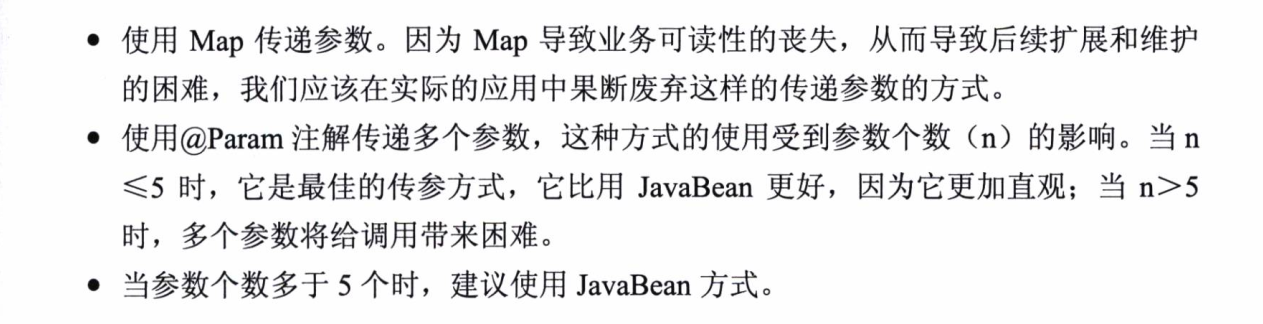 ● 使用 Map 传递参数。因为 Map 导致业务可读性的丧失，从而导致后续扩展和维护
的困难，我们应该在实际的应用中果断废弃这样的传递参数的方式。
● 使用@Param 注解传递多个参数，这种方式的使用受到参数个数（n）的影响。当 n
≤5 时，它是最佳的传参方式，它比用 JavaBean 更好，因为它更加直观；当 n＞5
时，多个参数将给调用带来困难。
● 当参数个数多于 5 个时，建议使用 JavaBean 方式。